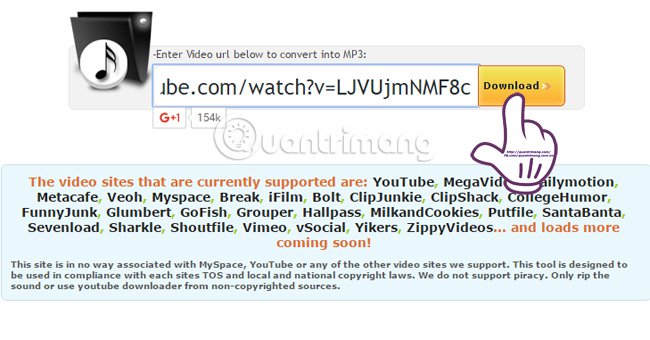 -Enter Video url below to convert into MP3:
ube.com/watch?v=LJVUjmNMF8c
Download
G+1 154k
Quantrimang
http://quantrimang.com/
The video sites that are currently supported are: YouTube, MegaVideo, Dailymotion,
Metacafe, Veoh, Myspace, Break, iFilm, Bolt, ClipJunkie, ClipShack, CollegeHumor,
FunnyJunk, Glumbert, GoFish, Grouper, Hallpass, MilkandCookies, Putfile, SantaBanta,
Sevenload, Sharkle, Shoutfile, Vimeo, vSocial, Yikers, ZippyVideos... and loads more
coming soon!
This site is in no way associated with MySpace, YouTube or any of the other video sites we support. This tool is designed to
be used in compliance with each sites TOS and local and national copyright laws. We do not support piracy. Only rip the
sound or use youtube downloader from non-copyrighted sources.